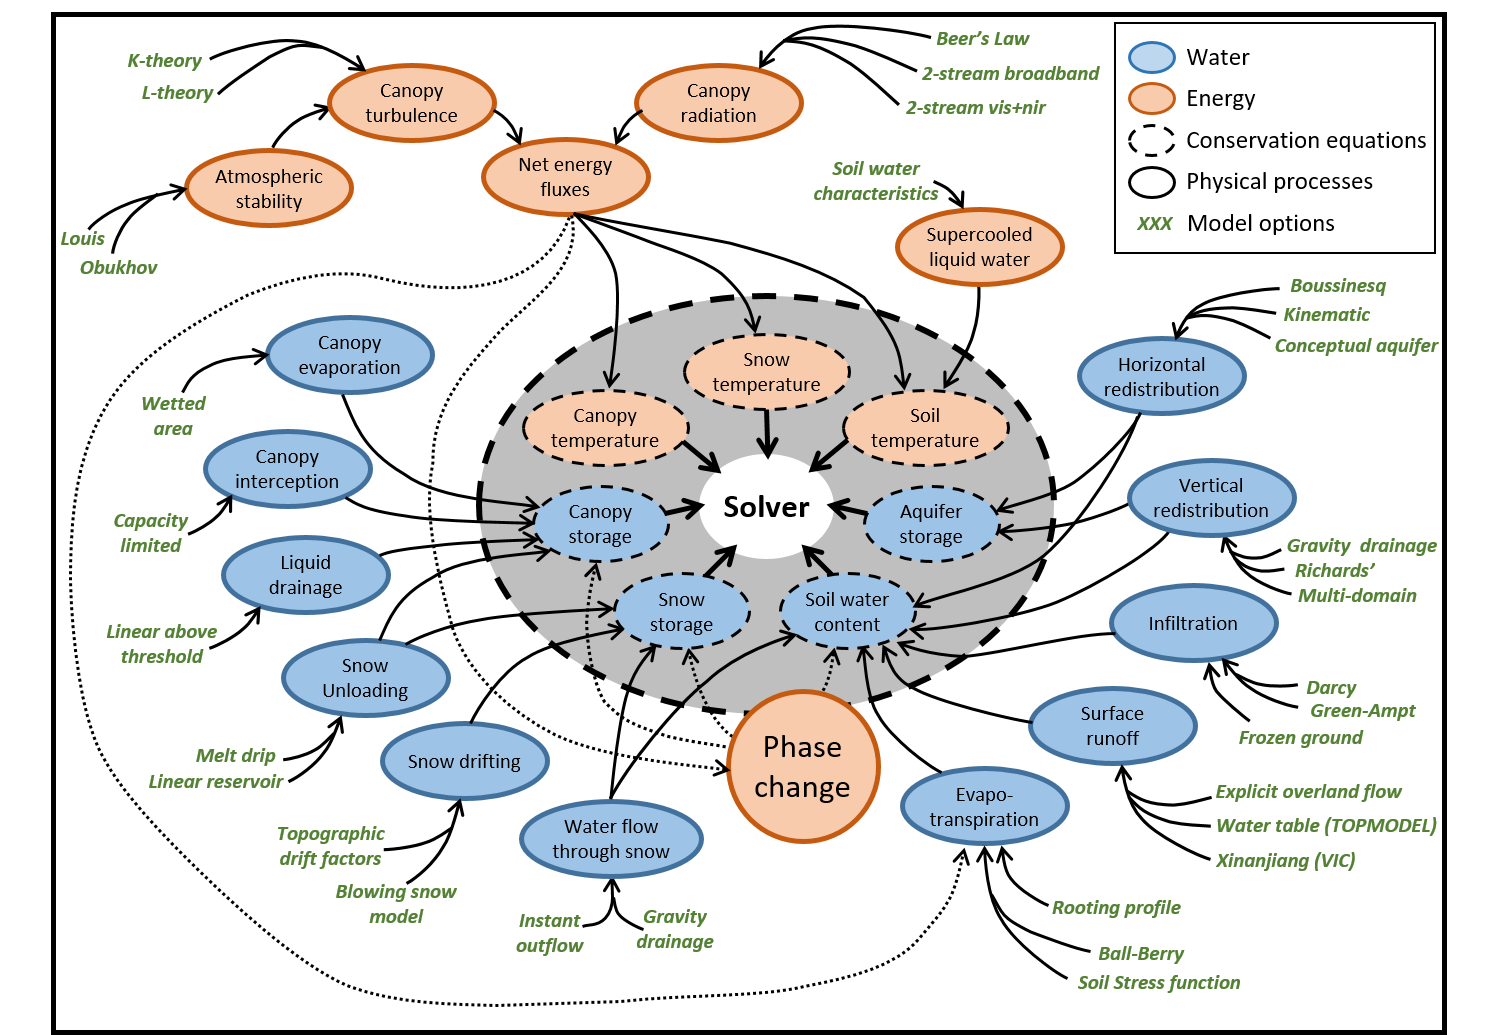 K-theory
L-theory
Canopy
turbulence
Canopy
radiation
Beer's Law
2-stream broadband
2-stream vis+nir
Water
Energy
Conservation equations
Physical processes
XXX Model options
Atmospheric
stability
Louis
Obukhov
Net energy
fluxes
Soil water
characteristics
Supercooled
liquid water
Boussinesq
Kinematic
Conceptual aquifer
Horizontal
redistribution
Canopy
evaporation
Wetted
area
Canopy
interception
Capacity
limited
Liquid
drainage
Linear above
threshold
Snow
Unloading
Melt drip
Linear reservoir
Snow drifting
Topographic
drift factors
Blowing snow
model
Water flow
through snow
Instant
outflow
Gravity
drainage
Snow
temperature
Canopy
temperature
Soil
temperature
Solver
Canopy
storage
Aquifer
storage
Snow
storage
Soil water
content
Phase
change
Vertical
redistribution
Gravity drainage
Richards'
Multi-domain
Infiltration
Darcy
Green-Ampt
Frozen ground
Surface
runoff
Explicit overland flow
Water table (TOPMODEL)
Xinanjiang (VIC)
Evapo-
transpiration
Rooting profile
Ball-Berry
Soil Stress function